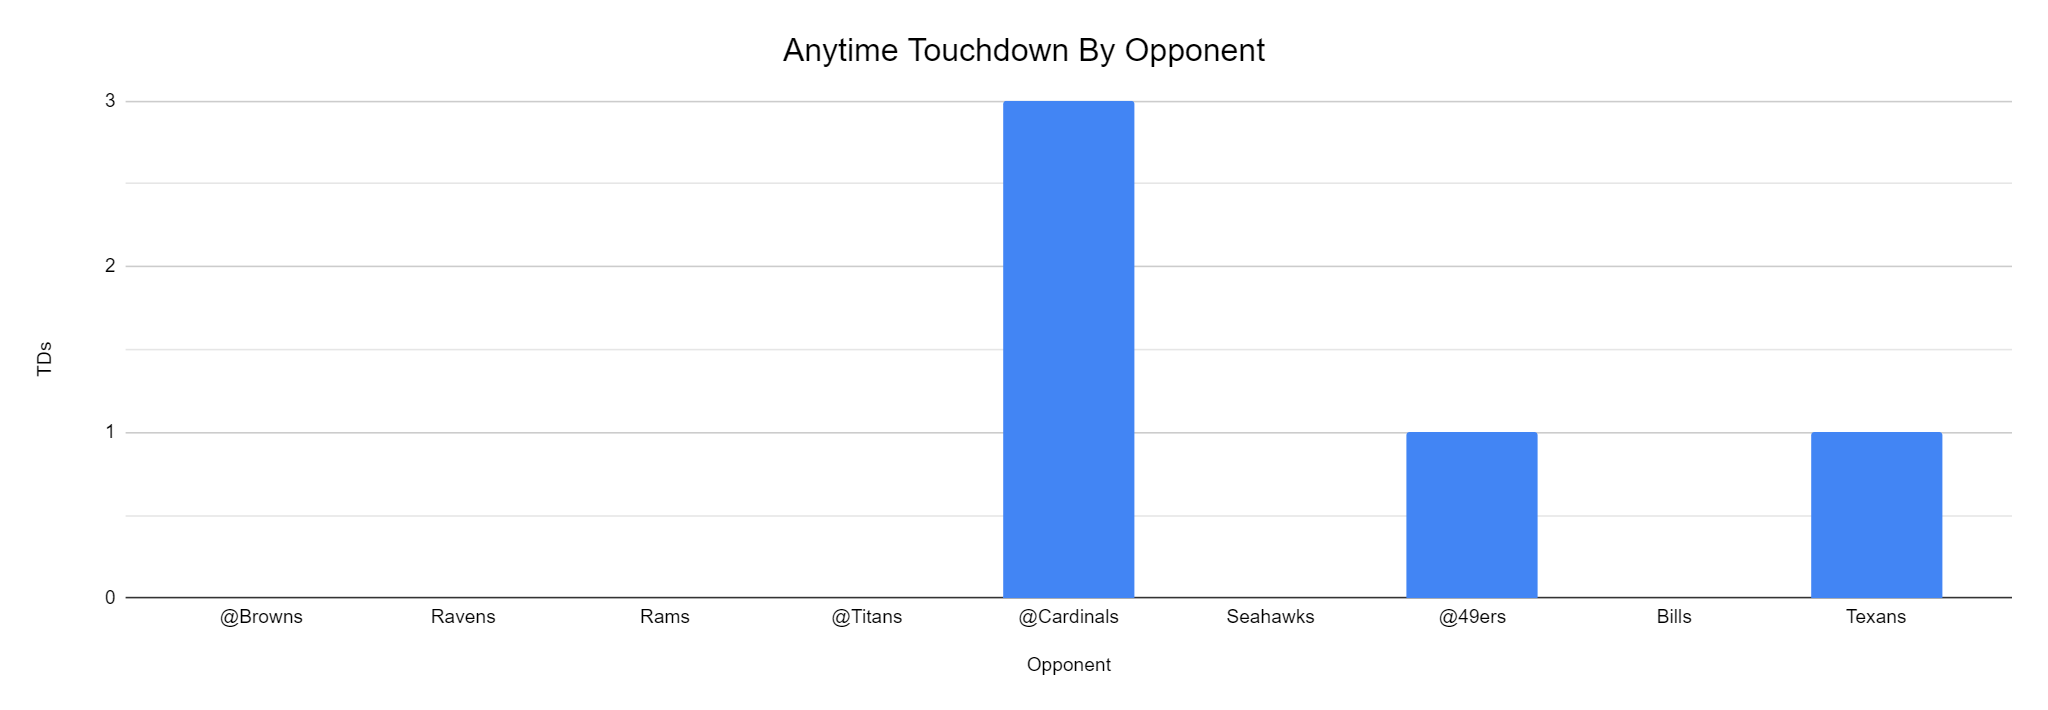 Anytime Touchdown By Opponent
3
2
1
0
TDs
@Browns Ravens Rams @Titans @Cardinals Seahawks @49ers Bills Texans
Opponent